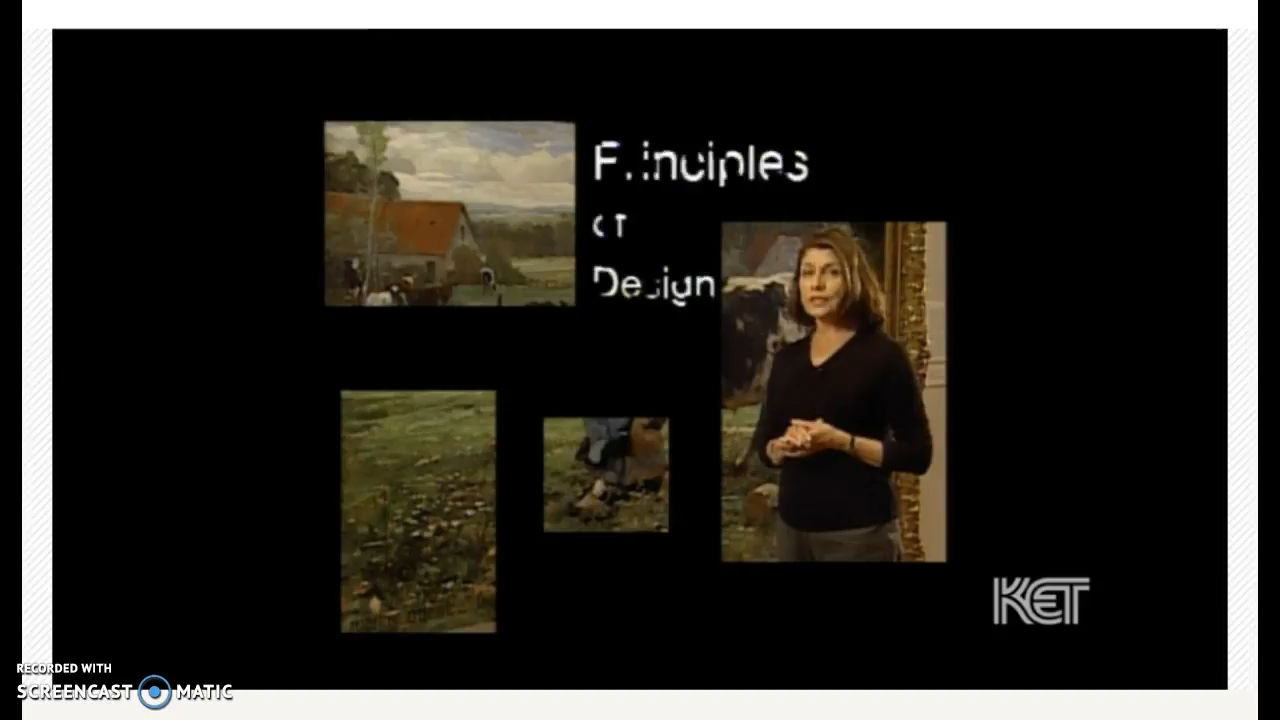 Principles
of
Design
KET
RECORDED WITH
SCREENCAST MATIC